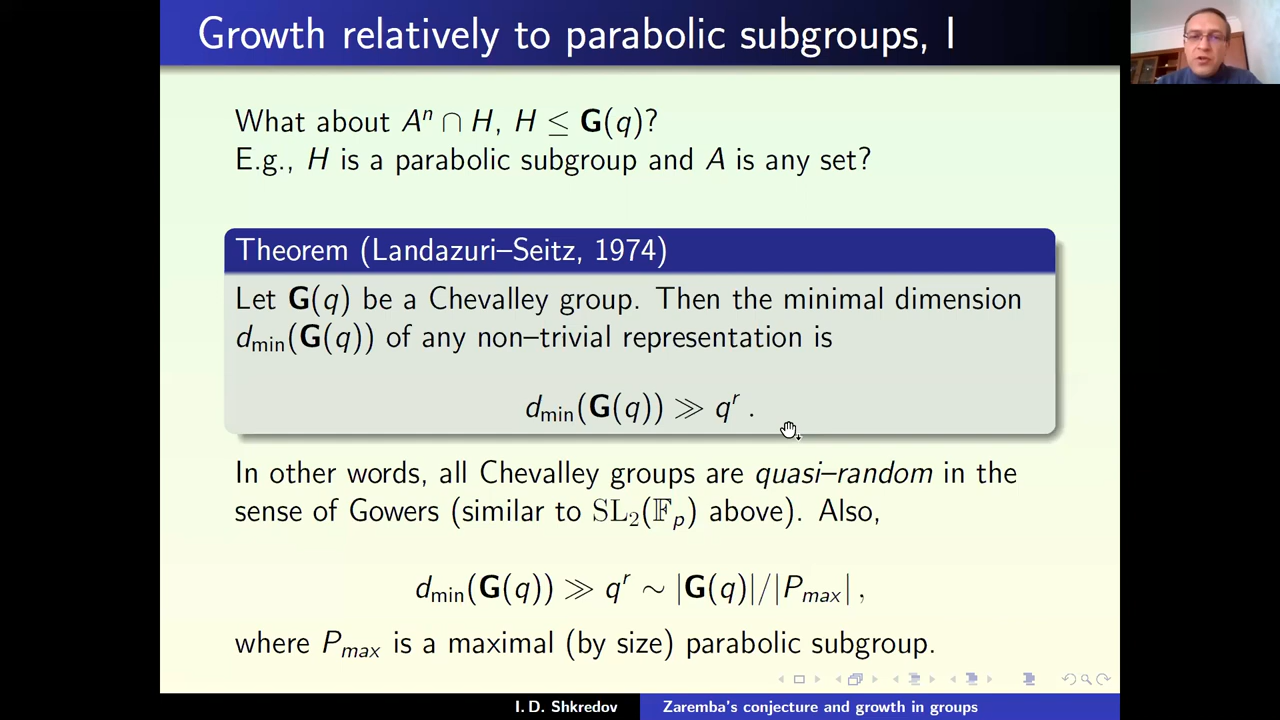 Growth relatively to parabolic subgroups, I
What about Aⁿ ∩ H, H ≤ G(q)?
E.g., H is a parabolic subgroup and A is any set?
Theorem (Landazuri–Seitz, 1974)
Let G(q) be a Chevalley group. Then the minimal dimension
d_min(G(q)) of any non–trivial representation is
d_min(G(q)) ≫ q^r .
In other words, all Chevalley groups are quasi–random in the
sense of Gowers (similar to SL₂(𝔽_p) above). Also,
d_min(G(q)) ≫ q^r ∼ |G(q)|/|P_max| ,
where P_max is a maximal (by size) parabolic subgroup.
I. D. Shkredov
Zaremba's conjecture and growth in groups